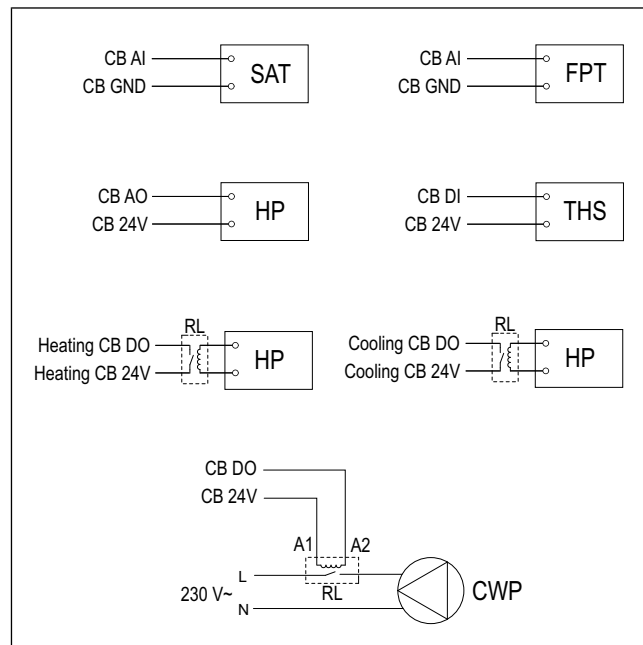 CB AI
CB GND
SAT
CB AI
CB GND
FPT
CB AO
CB 24V
HP
CB DI
CB 24V
THS
RL
Heating CB DO
Heating CB 24V
HP
RL
Cooling CB DO
Cooling CB 24V
HP
CB DO
CB 24V
A1
A2
L
230 V~
N
RL
CWP